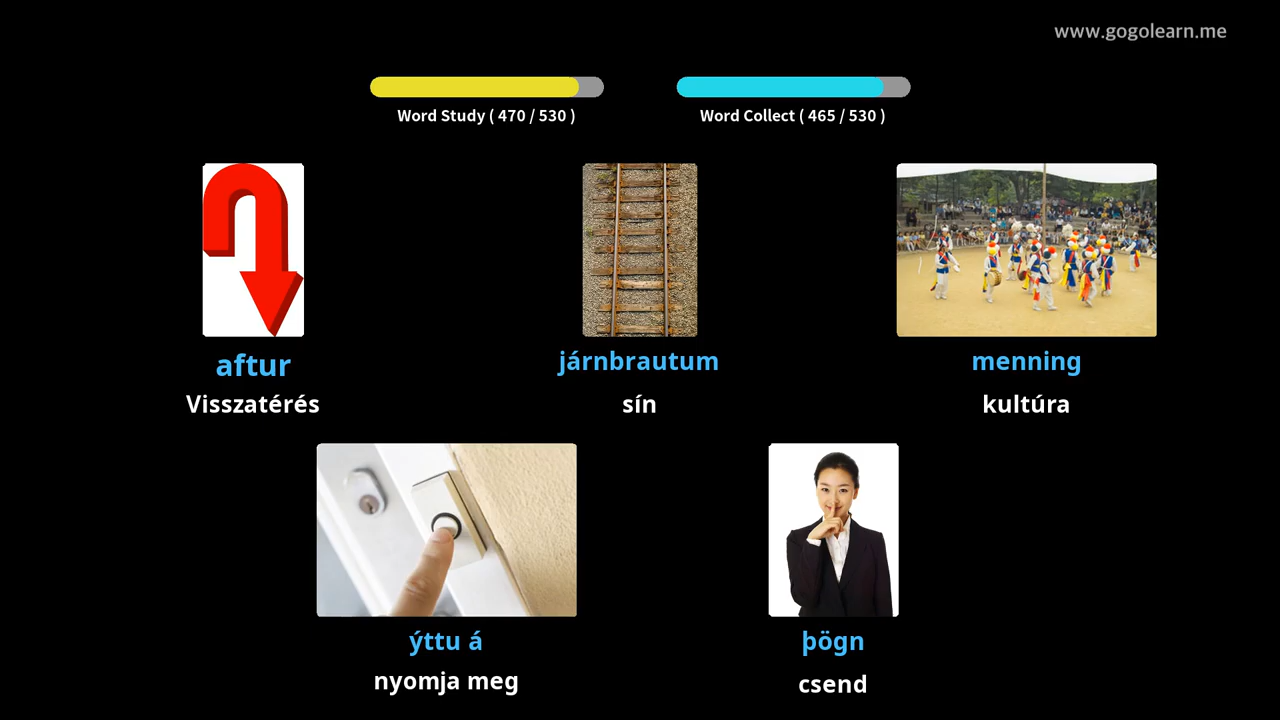 www.gogolearn.me
Word Study ( 470 / 530 )
Word Collect ( 465 / 530 )
aftur
Visszatérés
járnbrautum
sín
menning
kultúra
ýttu á
nyomja meg
þögn
csend